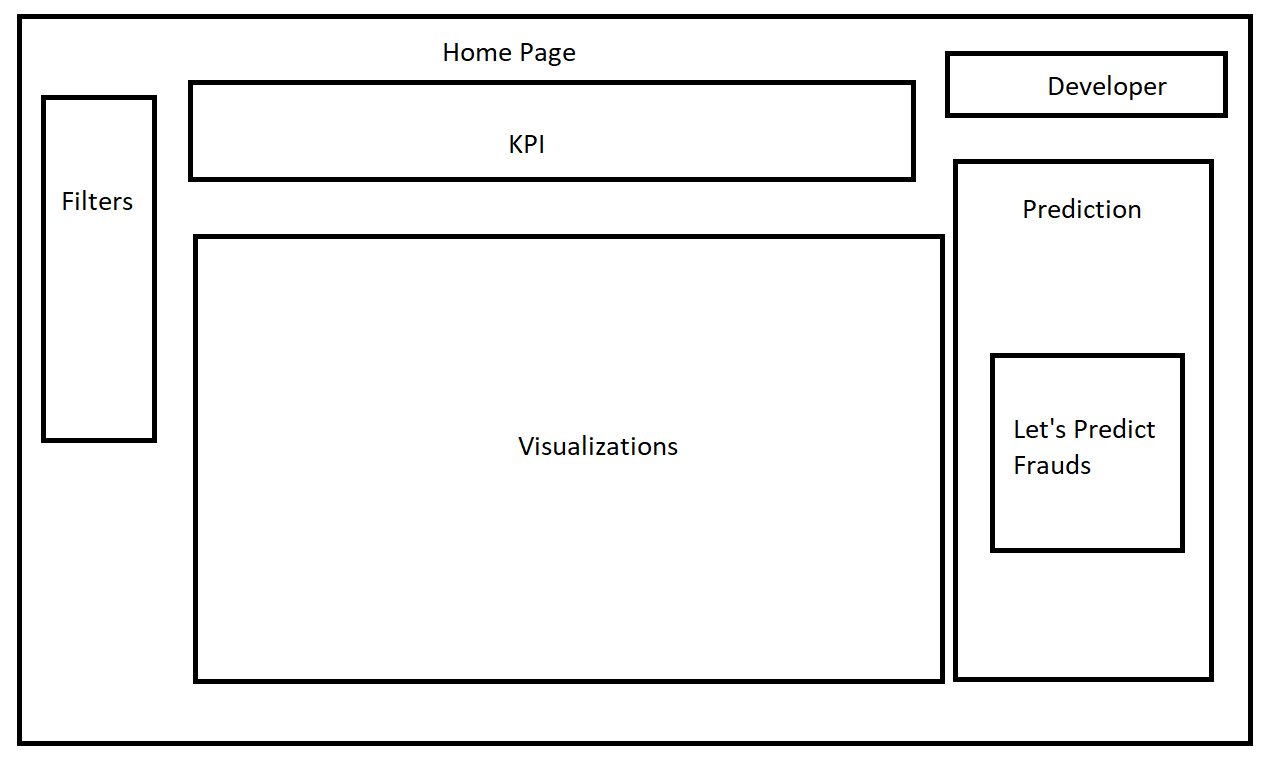 Home Page
Developer
KPI
Filters
Prediction
Visualizations
Let's Predict
Frauds